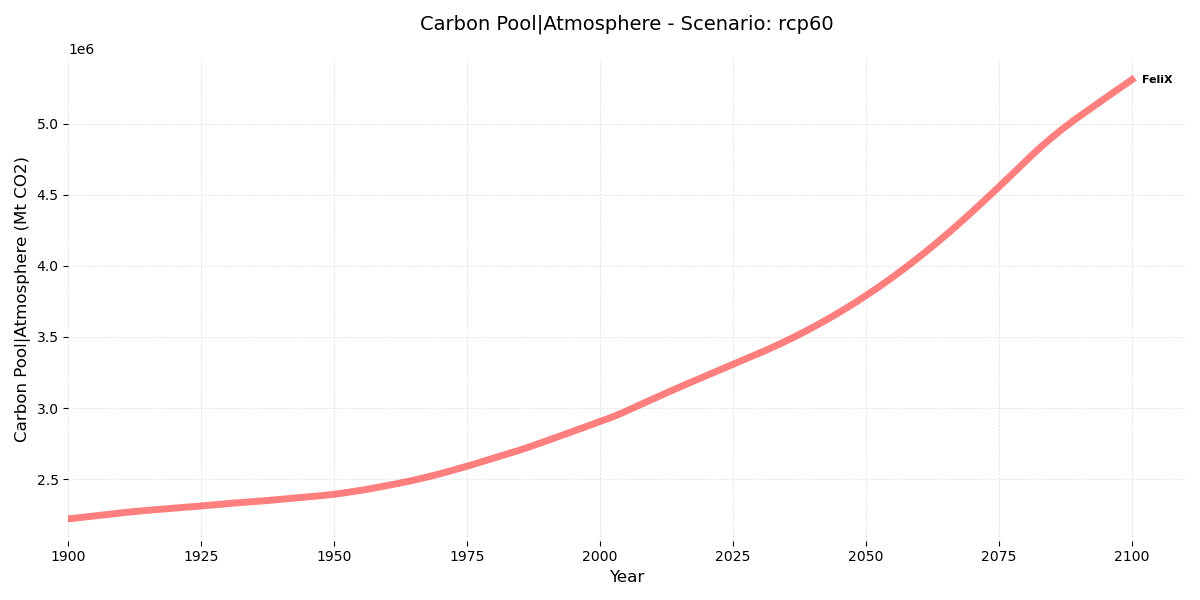 Carbon Pool|Atmosphere - Scenario: rcp60
1e6
FeliX
5.0
4.5
4.0
3.5
3.0
2.5
Carbon Pool|Atmosphere (Mt CO2)
1900 1925 1950 1975 2000 2025 2050 2075 2100
Year